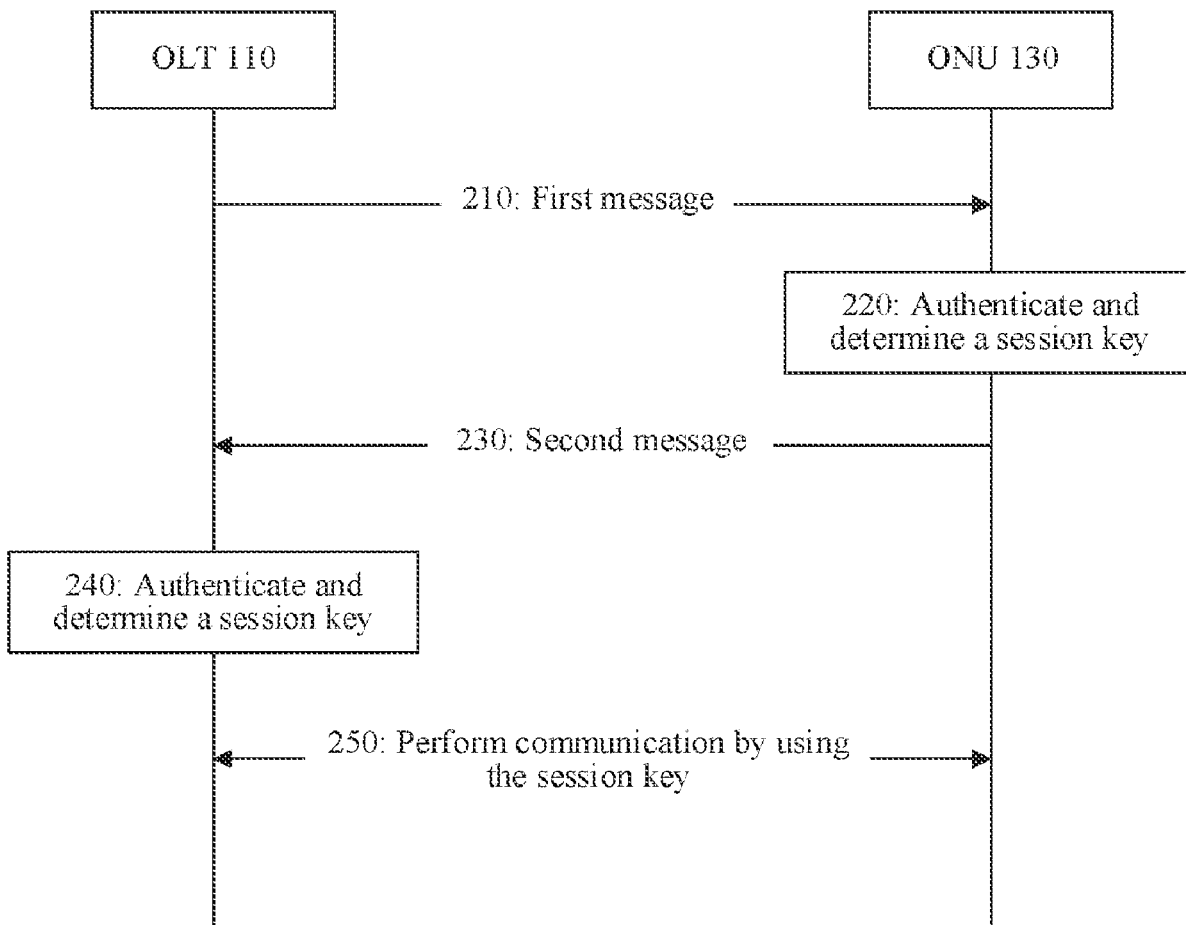 OLT 110
ONU 130
210: First message
220: Authenticate and
determine a session key
230: Second message
240: Authenticate and
determine a session key
250: Perform communication by using
the session key